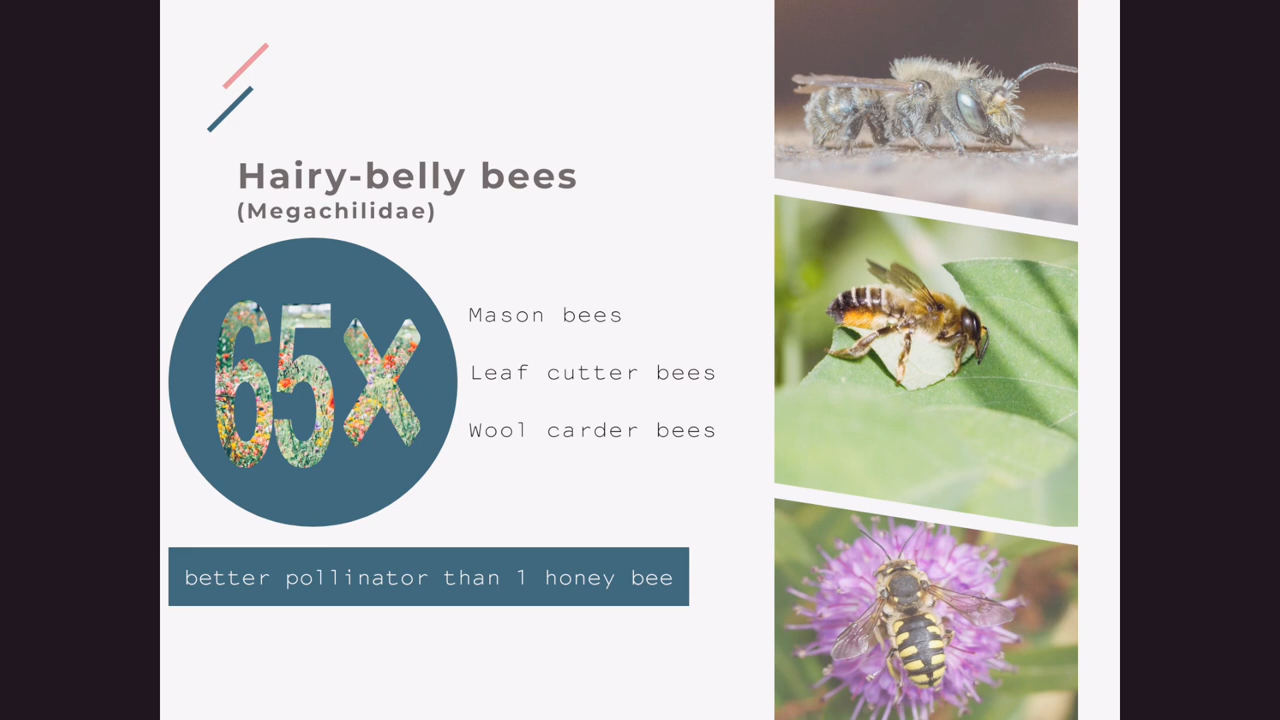 Hairy-belly bees
(Megachilidae)
65x
Mason bees
Leaf cutter bees
Wool carder bees
better pollinator than 1 honey bee